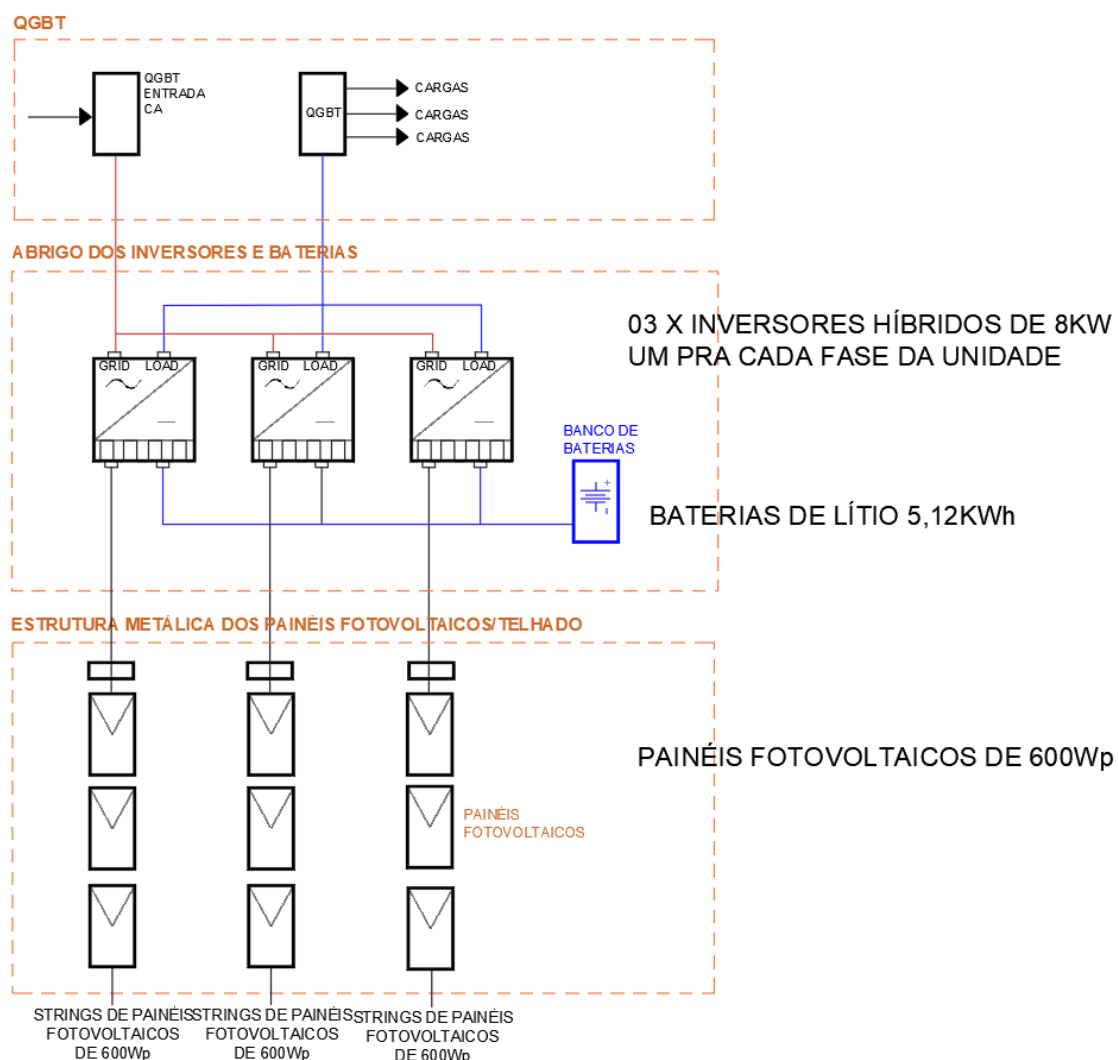 QGBT
QGBT
ENTRADA
CA
QGBT
CARGAS
CARGAS
CARGAS
ABRIGO DOS INVERSORES E BATERIAS
03 X INVERSORES HÍBRIDOS DE 8KW
UM PRA CADA FASE DA UNIDADE
GRID LOAD
GRID LOAD
GRID LOAD
BANCO DE
BATERIAS
BATERIAS DE LÍTIO 5,12KWh
ESTRUTURA METÁLICA DOS PAINÉIS FOTOVOLTAICOS/TELHADO
PAINÉIS FOTOVOLTAICOS DE 600Wp
PAINÉIS
FOTOVOLTAICOS
STRINGS DE PAINÉIS
FOTOVOLTAICOS
DE 600Wp
STRINGS DE PAINÉIS
FOTOVOLTAICOS
DE 600Wp
STRINGS DE PAINÉIS
FOTOVOLTAICOS
DE 600Wp